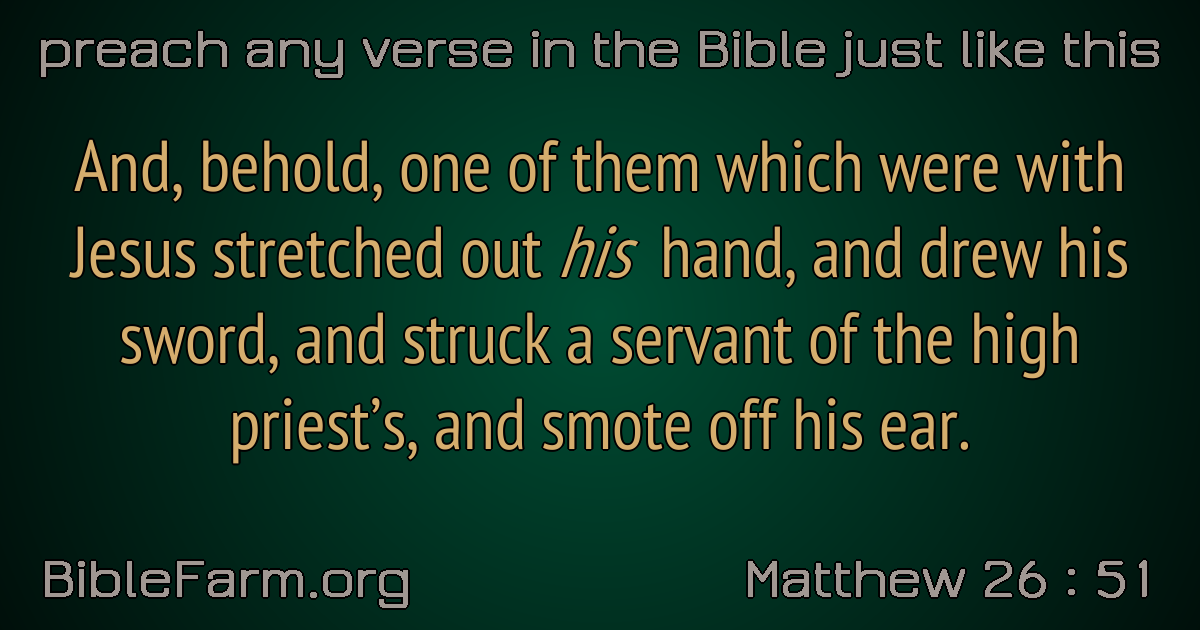 preach any verse in the Bible just like this
And, behold, one of them which were with
Jesus stretched out his hand, and drew his
sword, and struck a servant of the high
priest’s, and smote off his ear.
BibleFarm.org
Matthew 26 : 51